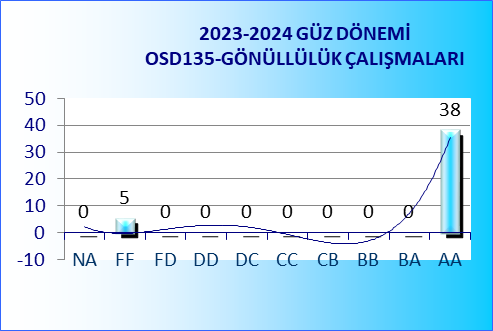 2023-2024 GÜZ DÖNEMİ
OSD135-GÖNÜLLÜLÜK ÇALIŞMALARI
50
40
30
20
10
0
-10
0 5 0 0 0 0 0 0 0 38
NA FF FD DD DC CC CB BB BA AA